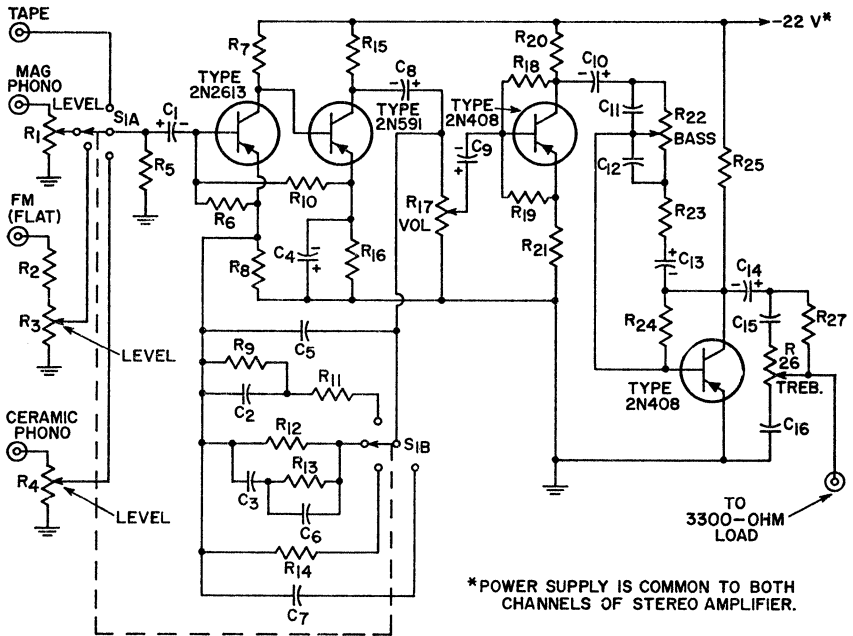 TAPE
MAG
PHONO
LEVEL
S1A
R1
FM
(FLAT)
R2
R3
LEVEL
CERAMIC
PHONO
R4
LEVEL
C1
R5
R7
TYPE
2N2613
R6
R10
R8
C4
R15
C8
TYPE
2N591
R16
R17
VOL
C9
TYPE
2N408
R18
R20
R19
R21
C10
-22 V*
C11
C12
R22
BASS
R23
C13
R24
R25
TYPE
2N408
C14
C15
R27
R
26
TREB.
C16
TO
3300-OHM
LOAD
C5
R9
C2
R11
R12
S1B
C3
R13
C6
R14
C7
*POWER SUPPLY IS COMMON TO BOTH
CHANNELS OF STEREO AMPLIFIER.